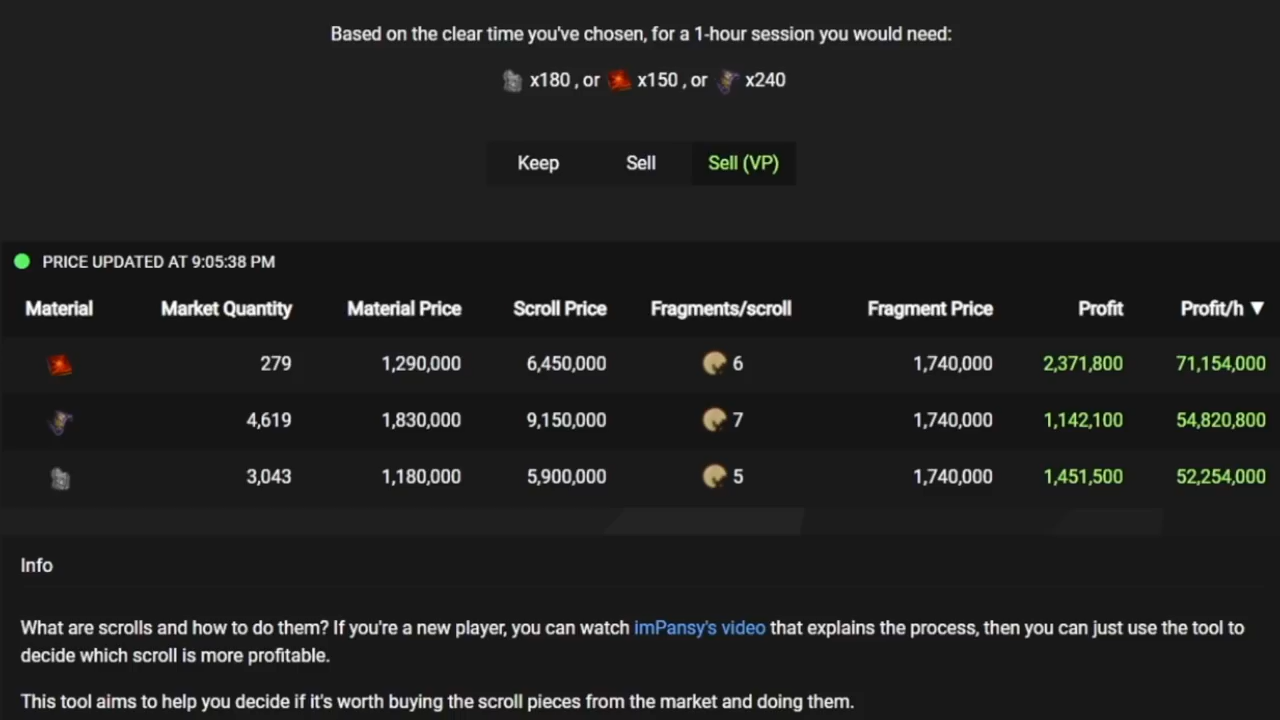 Based on the clear time you've chosen, for a 1-hour session you would need:
x180 , or x150 , or x240
Keep Sell Sell (VP)
PRICE UPDATED AT 9:05:38 PM
Material Market Quantity Material Price Scroll Price Fragments/scroll Fragment Price Profit Profit/h ▼
279 1,290,000 6,450,000 6 1,740,000 2,371,800 71,154,000
4,619 1,830,000 9,150,000 7 1,740,000 1,142,100 54,820,800
3,043 1,180,000 5,900,000 5 1,740,000 1,451,500 52,254,000
Info
What are scrolls and how to do them? If you're a new player, you can watch imPansy's video that explains the process, then you can just use the tool to
decide which scroll is more profitable.
This tool aims to help you decide if it's worth buying the scroll pieces from the market and doing them.